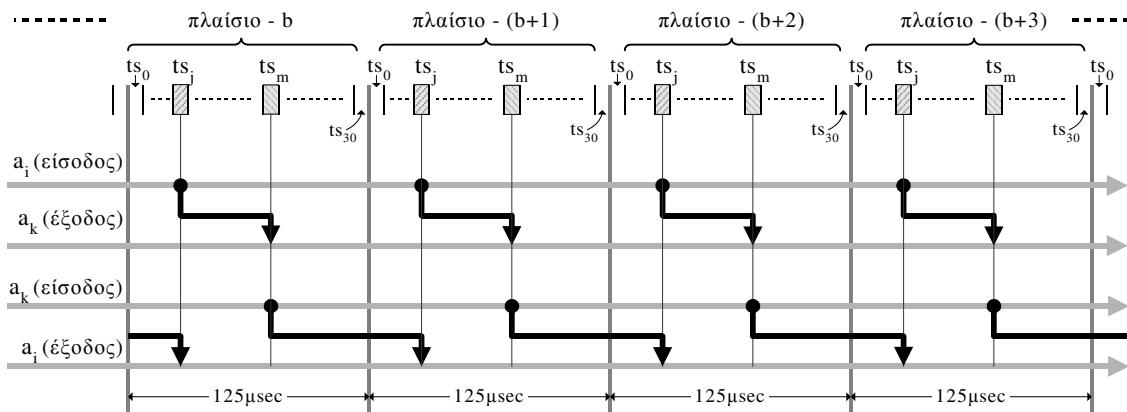 πλαίσιο - b πλαίσιο - (b+1) πλαίσιο - (b+2) πλαίσιο - (b+3)
ts0 tsj tsm ts0 tsj tsm ts0 tsj tsm ts0 tsj tsm ts0
ts30 ts30 ts30 ts30
ai (είσοδος)
ak (έξοδος)
ak (είσοδος)
ai (έξοδος)
125μsec 125μsec 125μsec 125μsec